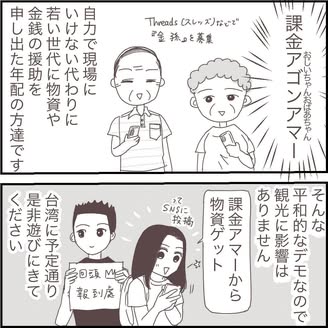 課金アゴンアマー
おじいちゃんおばあちゃん
Threads(スレッズ)などで
『金孫』を募集
自力で現場に
いけない代わりに
若い世代に物資や
金銭の援助を
申し出た年配の方達です
そんな
平和的なデモなので
観光に影響は
ありません
課金アマーから
物資ゲット
って
SNSに
投稿
回頭
報到處
台湾に予定通り
是非遊びにきて
ください